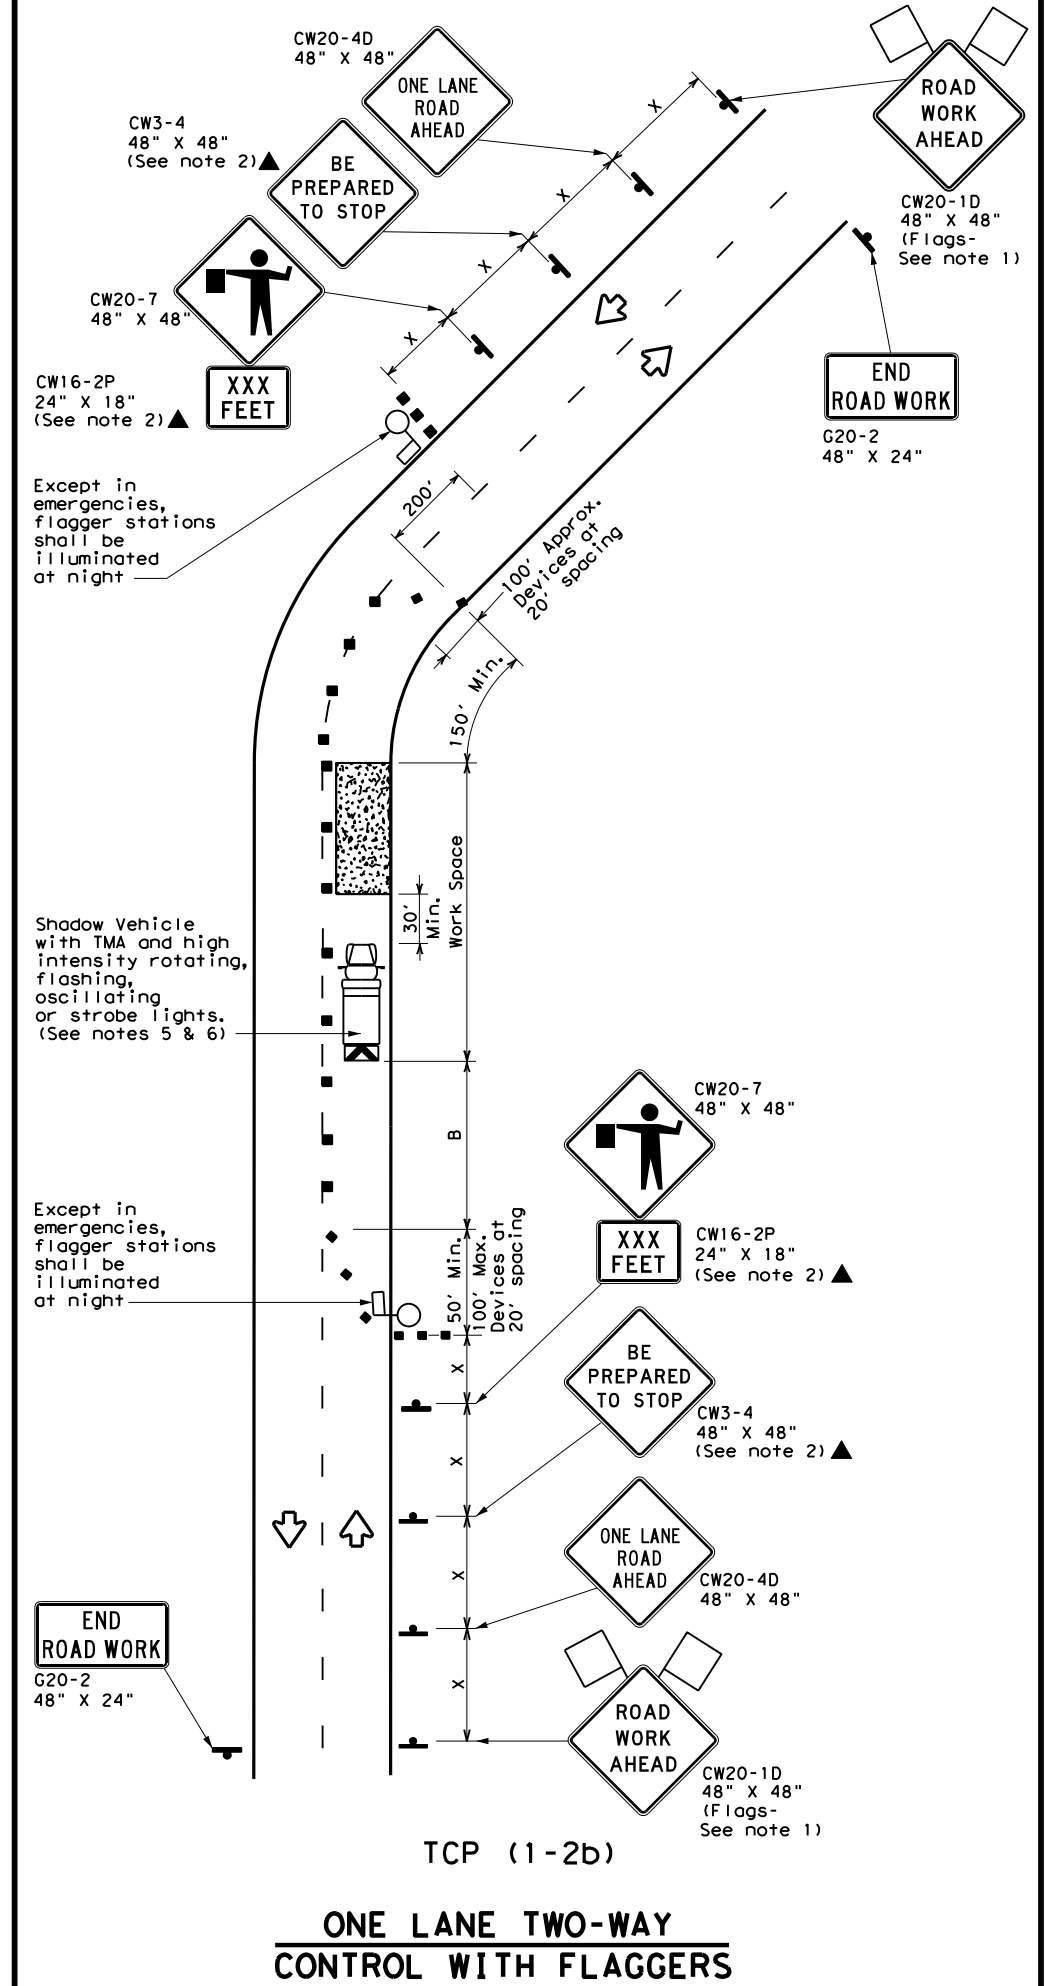 CW20-4D
48" X 48"
ONE LANE
ROAD
AHEAD
ROAD
WORK
AHEAD
CW20-1D
48" X 48"
(Flags-
See note 1)
CW3-4
48" X 48"
(See note 2)
BE
PREPARED
TO STOP
X
X
X
X
CW20-7
48" X 48"
CW16-2P
24" X 18"
(See note 2)
XXX
FEET
END
ROAD WORK
G20-2
48" X 24"
Except in
emergencies,
flagger stations
shall be
illuminated
at night
200'
100' Approx.
Devices at
20' spacing
150' Min.
Work Space
30'
Min.
Shadow Vehicle
with TMA and high
intensity rotating,
flashing,
oscillating
or strobe lights.
(See notes 5 & 6)
B
CW20-7
48" X 48"
XXX
FEET
CW16-2P
24" X 18"
(See note 2)
Except in
emergencies,
flagger stations
shall be
illuminated
at night
50' Min.
100' Max.
Devices at
20' spacing
X
BE
PREPARED
TO STOP
CW3-4
48" X 48"
(See note 2)
X
ONE LANE
ROAD
AHEAD
CW20-4D
48" X 48"
X
END
ROAD WORK
G20-2
48" X 24"
X
ROAD
WORK
AHEAD
CW20-1D
48" X 48"
(Flags-
See note 1)
TCP (1-2b)
ONE LANE TWO-WAY
CONTROL WITH FLAGGERS